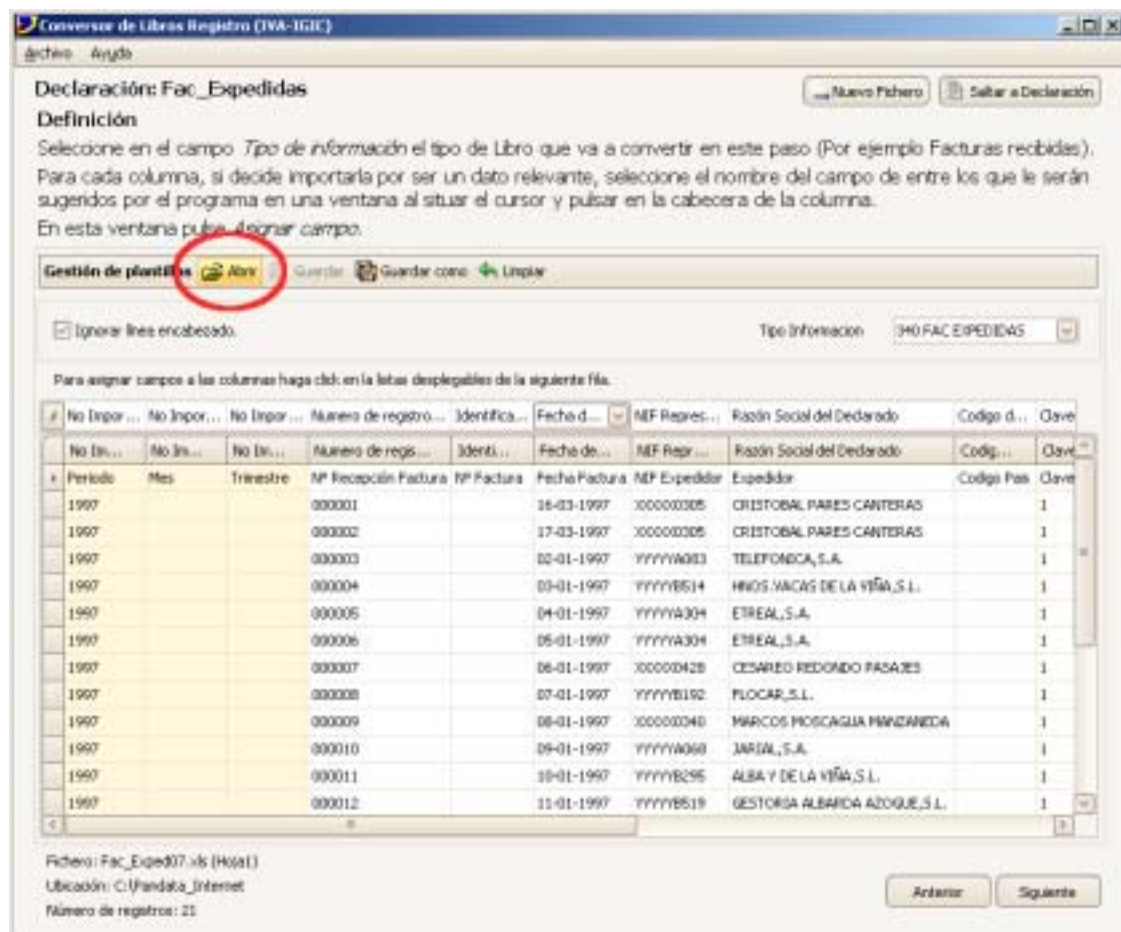 Conversor de Libros Registro (IVA-IGIC)
Archivo Ayuda
Declaración: Fac_Expedidas
Nuevo Fichero Saltar a Declaración
Definición
Seleccione en el campo Tipo de información el tipo de Libro que va a convertir en este paso (Por ejemplo Facturas recibidas).
Para cada columna, si decide importarla por ser un dato relevante, seleccione el nombre del campo de entre los que le serán
sugeridos por el programa en una ventana al situar el cursor y pulsar en la cabecera de la columna.
En esta ventana pulse Asignar campo.
Gestión de plantillas Abrir Guardar Guardar como Limpiar
Ignorar línea encabezado. Tipo Informacion 340 FAC EXPEDIDAS
Para asignar campos a las columnas haga click en la listas desplegables de la siguiente fila.
No Impor... No Impor... No Impor... Numero de registro... Identifica... Fecha d... NIF Repres... Razón Social del Declarado Codigo d... Clave
No Im... No Im... No Im... Numero de regis... Identi... Fecha de... NIF Repr... Razón Social del Declarado Codig... Clave
Periodo Mes Trimestre Nº Recepción Factura Nº Factura Fecha Factura NIF Expedidor Expedidor Codigo Pais Clave
1997 000001 16-03-1997 CRISTOBAL PARES CANTERAS 1
1997 000002 17-03-1997 CRISTOBAL PARES CANTERAS 1
1997 000003 02-01-1997 TELEFONICA,S.A. 1
1997 000004 03-01-1997 YYYYYB514 HNOS.VACAS DE LA VIÑA,S.L. 1
1997 000005 04-01-1997 YYYYYA304 ETREAL,S.A. 1
1997 000006 05-01-1997 YYYYYA304 ETREAL,S.A. 1
1997 000007 06-01-1997 CESAREO REDONDO PASAJES 1
1997 000008 07-01-1997 YYYYYB192 FLOCAR,S.L. 1
1997 000009 08-01-1997 MARCOS MOSCAGUA MANZANEDA 1
1997 000010 09-01-1997 YYYYYA068 JARIAL,S.A. 1
1997 000011 10-01-1997 YYYYYB295 ALBA Y DE LA VIÑA,S.L. 1
1997 000012 11-01-1997 YYYYYB519 GESTORIA ALBARDA AZOGUE,S.L. 1
Fichero: Fac_Exped07.xls (Hoja1)
Ubicación: C:\Pandata_Internet
Número de registros: 21
Anterior Siguiente